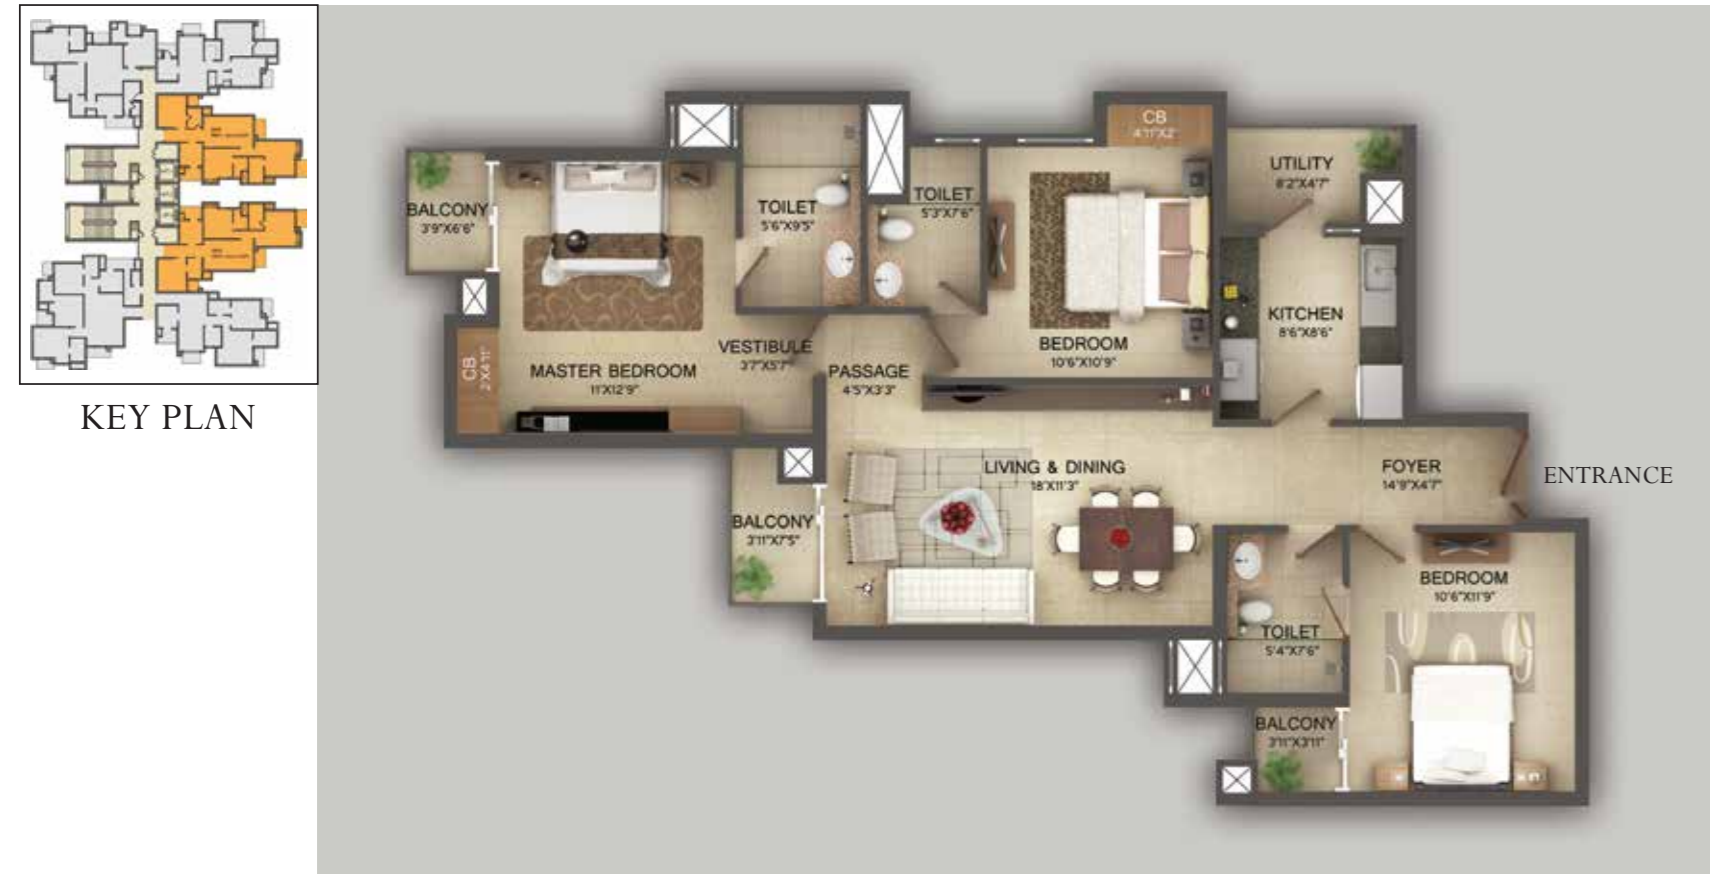 KEY PLAN
CB
4'11"X2'
UTILITY
8'2"X4'7"
BALCONY
3'9"X6'6"
TOILET
5'6"X9'5"
TOILET
5'3"X7'6"
KITCHEN
8'6"X8'6"
BEDROOM
10'6"X10'9"
VESTIBULE
3'7"X5'7"
CB
2'X4'11"
MASTER BEDROOM
11'X12'9"
PASSAGE
4'5"X3'3"
LIVING & DINING
18'X11'3"
FOYER
14'9"X4'7"
ENTRANCE
BALCONY
3'11"X7'5"
BEDROOM
10'6"X11'9"
TOILET
5'4"X7'6"
BALCONY
3'11"X3'11"